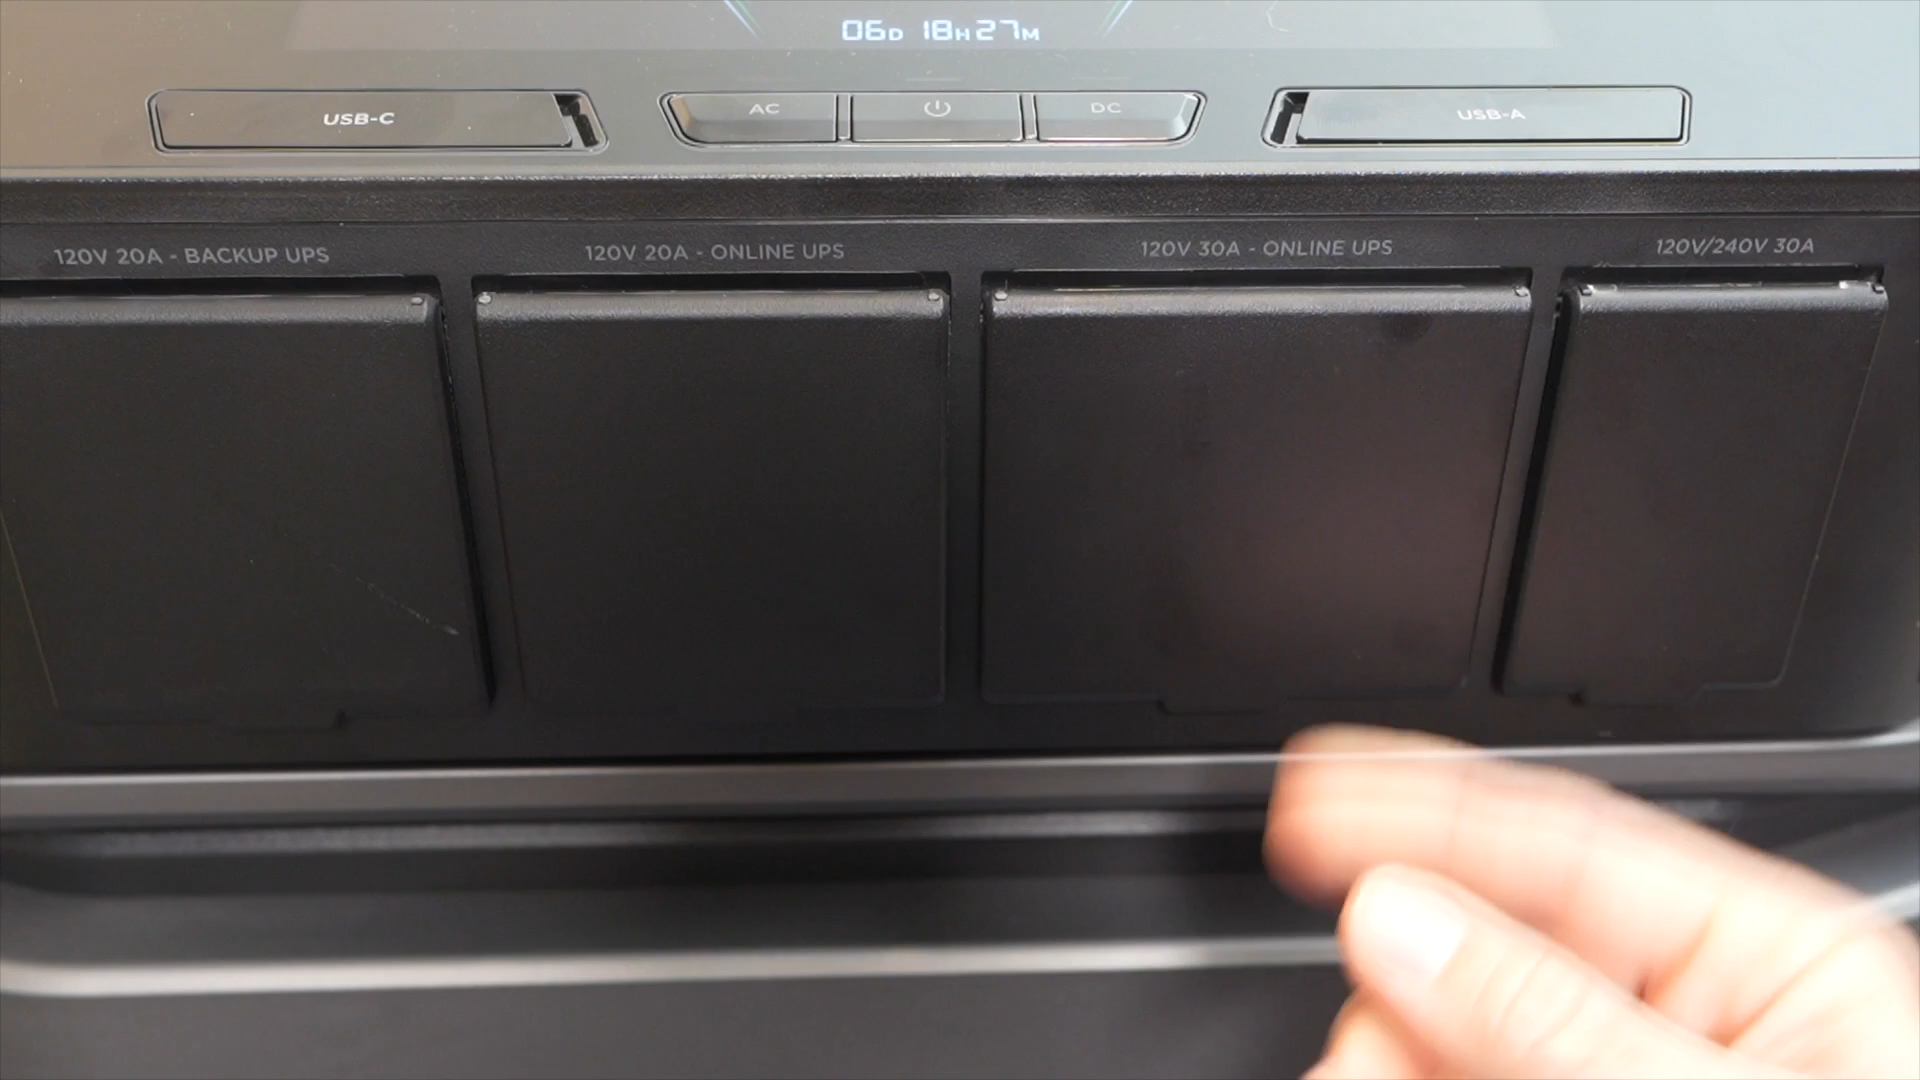 06D 18H 27M
USB-C
AC
DC
USB-A
120V 20A - BACKUP UPS
120V 20A - ONLINE UPS
120V 30A - ONLINE UPS
120V/240V 30A